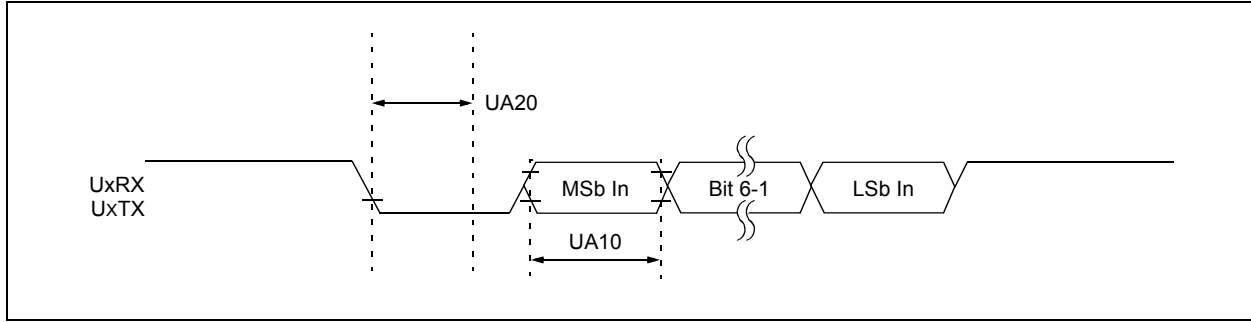 UA20
UxRX
UxTX
MSb In
Bit 6-1
LSb In
UA10